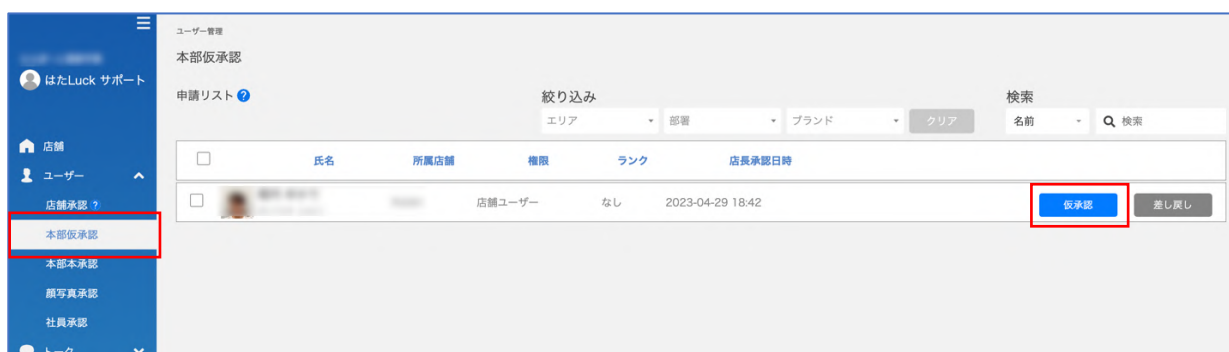 ユーザー管理
本部仮承認
申請リスト ?
絞り込み
エリア 部署 ブランド クリア
検索
名前 検索
はたLuck サポート
店舗
ユーザー
店舗承認 ?
本部仮承認
本部本承認
顔写真承認
社員承認
トーク
氏名 所属店舗 権限 ランク 店長承認日時
店舗ユーザー なし 2023-04-29 18:42 仮承認 差し戻し